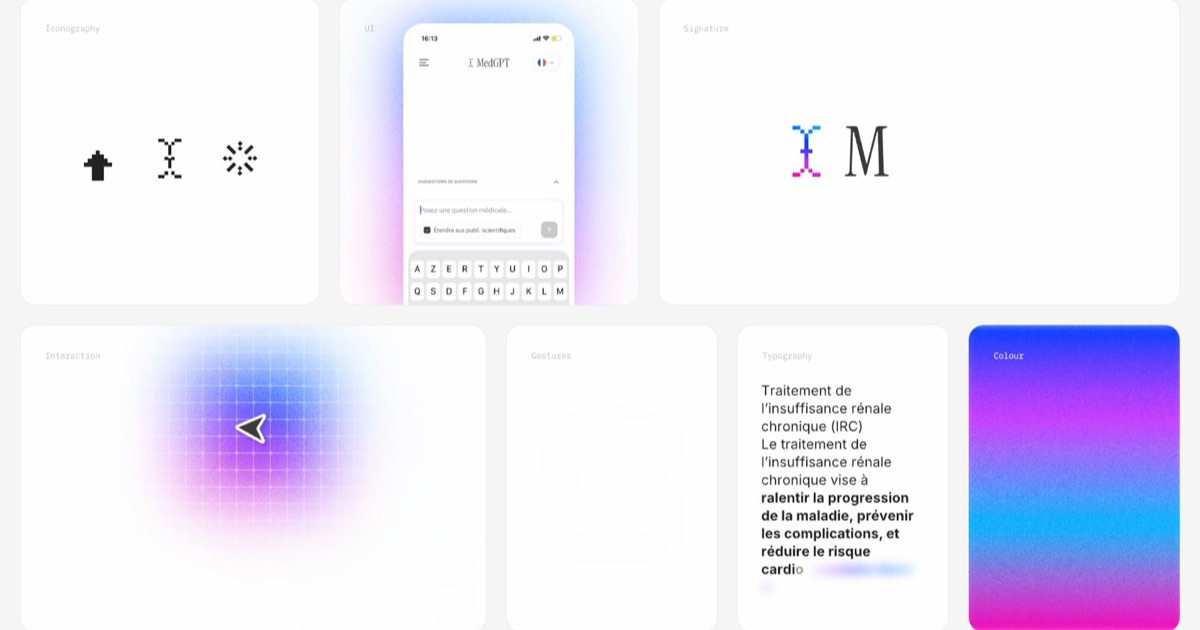 Iconography
UI
16:13
MedGPT
SUGGESTIONS DE QUESTIONS
Posez une question médicale...
Étendre aux publi. scientifiques
A Z E R T Y U I O P
Q S D F G H J K L M
Signature
M
Interaction
Gestures
Typography
Traitement de
l'insuffisance rénale
chronique (IRC)
Le traitement de
l'insuffisance rénale
chronique vise à
ralentir la progression
de la maladie, prévenir
les complications, et
réduire le risque
cardio
Colour